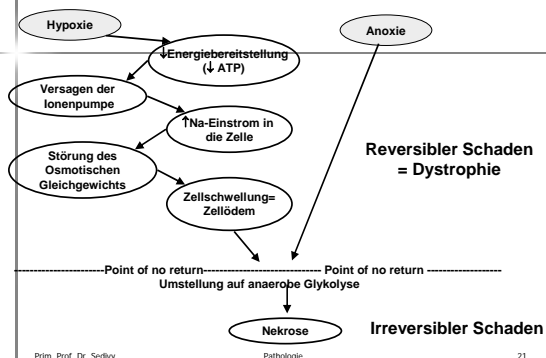 Hypoxie
Anoxie
↓Energiebereitstellung
(↓ ATP)
Versagen der
Ionenpumpe
↑Na-Einstrom in
die Zelle
Störung des
Osmotischen
Gleichgewichts
Reversibler Schaden
= Dystrophie
Zellschwellung=
Zellödem
-----------------------Point of no return----------------------------- Point of no return -------------------
Umstellung auf anaerobe Glykolyse
Nekrose
Irreversibler Schaden
Prim. Prof. Dr. Sedivy
Pathologie
21